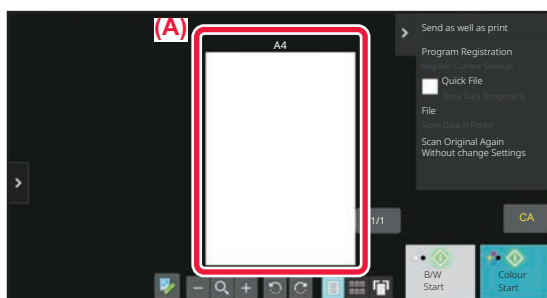 (A)
A4
Send as well as print
Program Registration
Register Current Settings
Quick File
Store Data Temporarily
File
Store Data in Folder
Scan Original Again
Without change Settings
1/1
CA
B/W
Start
Colour
Start